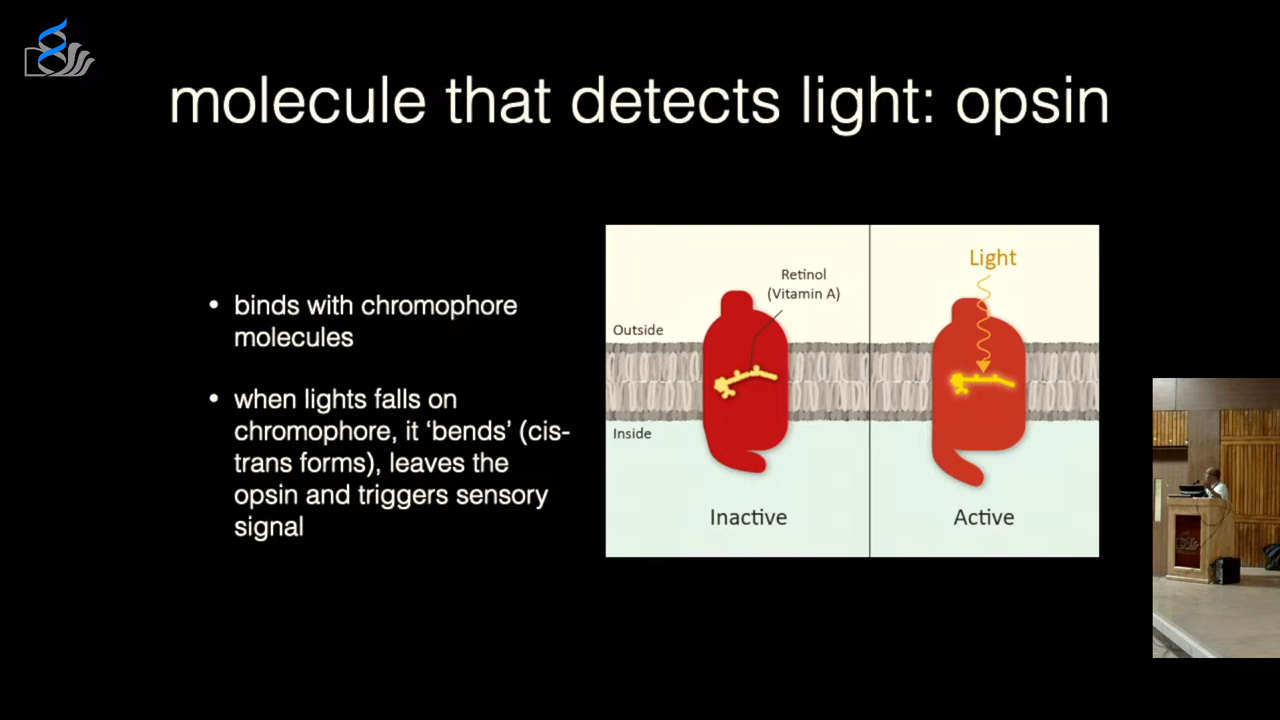 molecule that detects light: opsin
• binds with chromophore
molecules
• when lights falls on
chromophore, it ‘bends’ (cis-
trans forms), leaves the
opsin and triggers sensory
signal
Retinol
(Vitamin A)
Outside
Inside
Inactive
Light
Active